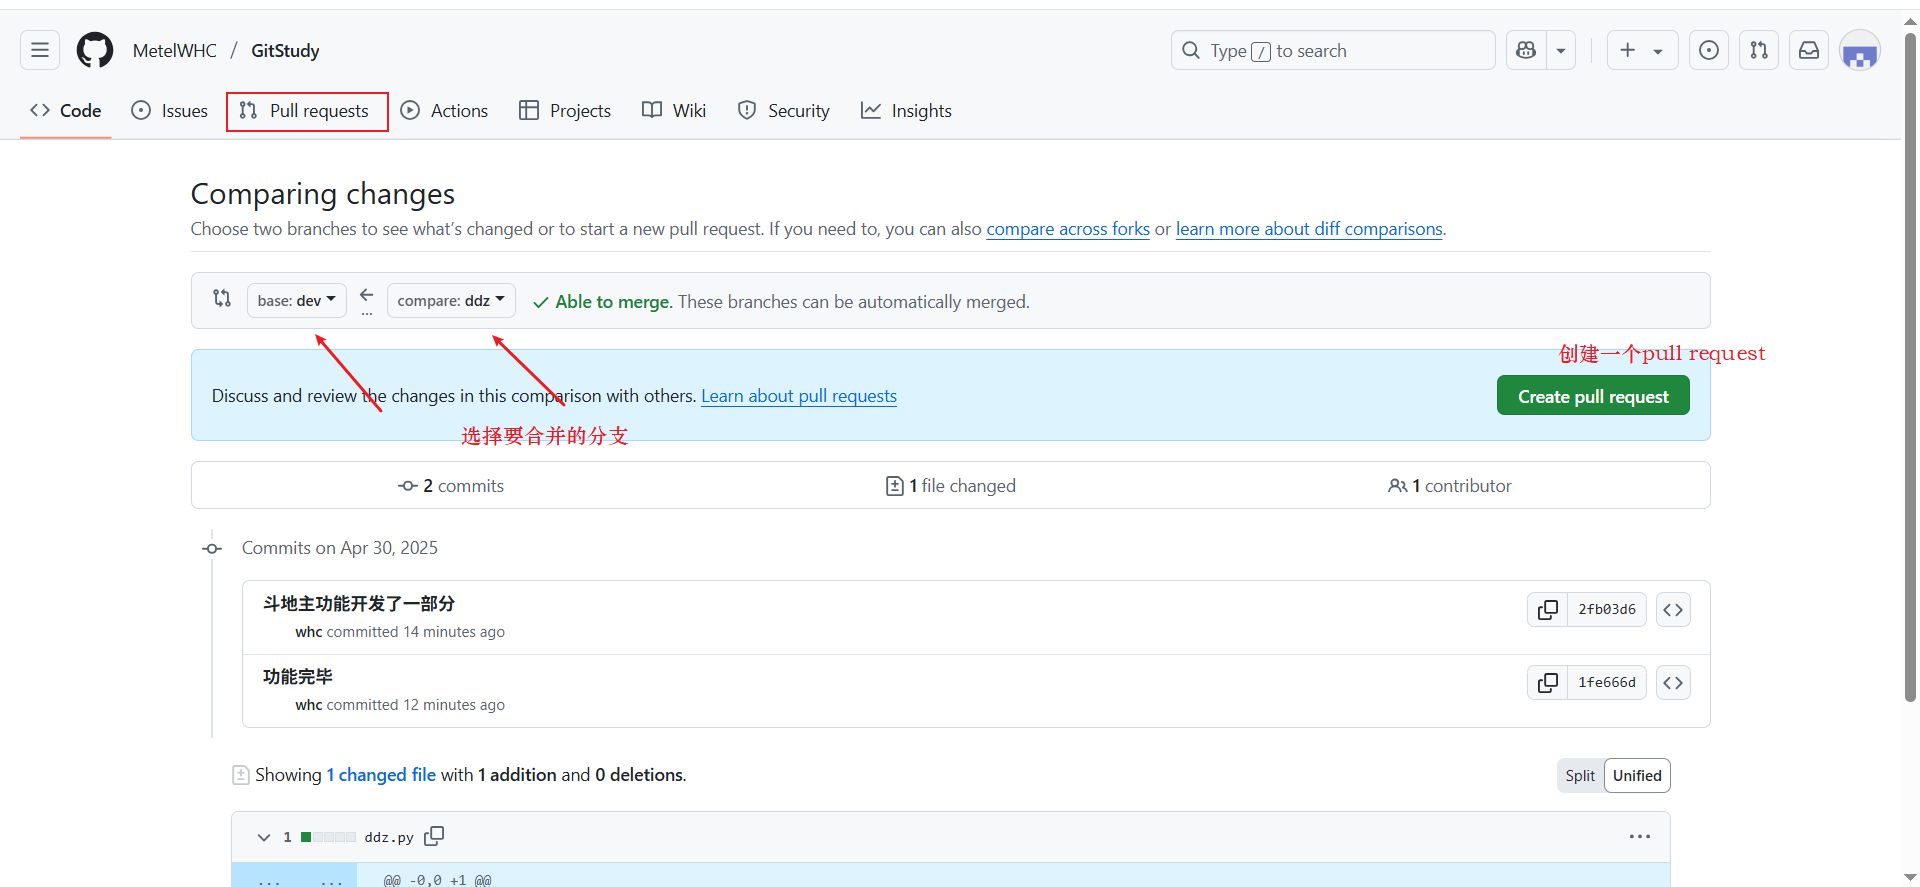 MetelWHC / GitStudy
Type / to search
Code Issues Pull requests Actions Projects Wiki Security Insights
Comparing changes
Choose two branches to see what's changed or to start a new pull request. If you need to, you can also compare across forks or learn more about diff comparisons.
base: dev ... compare: ddz Able to merge. These branches can be automatically merged.
创建一个pull request
Discuss and review the changes in this comparison with others. Learn about pull requests
Create pull request
选择要合并的分支
2 commits 1 file changed 1 contributor
Commits on Apr 30, 2025
斗地主功能开发了一部分
2fb03d6
whc committed 14 minutes ago
功能完毕
1fe666d
whc committed 12 minutes ago
Showing 1 changed file with 1 addition and 0 deletions.
Split Unified
1 ddz.py
... ... @@ -0,0 +1 @@